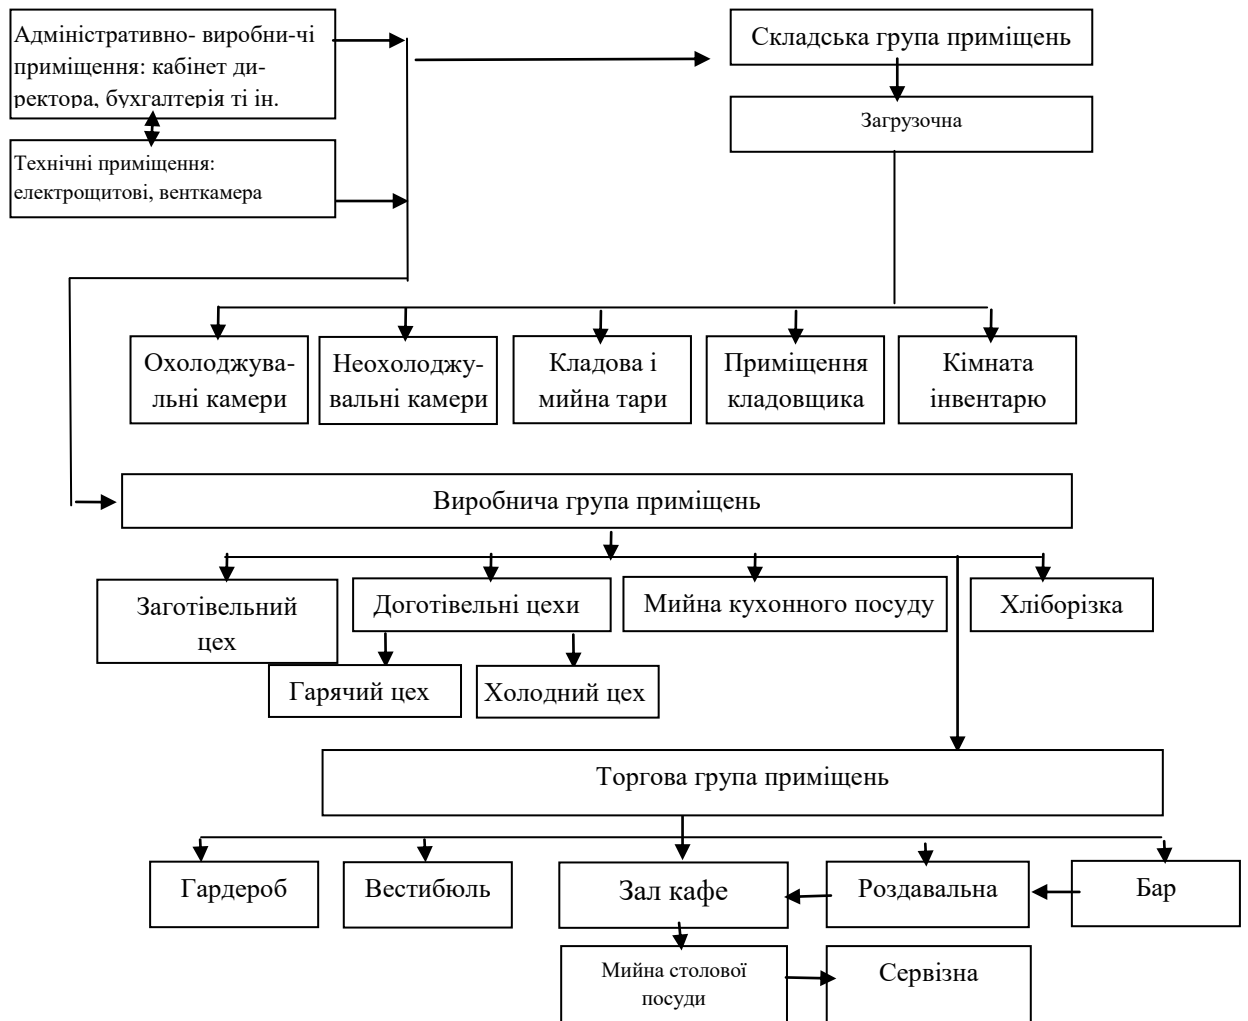 Адміністративно- виробни-чі
приміщення: кабінет ди-
ректора, бухгалтерія ті ін.
Складська група приміщень
Загрузочна
Технічні приміщення:
електрощитові, венткамера
Охолоджува-
льні камери
Неохолоджу-
вальні камери
Кладова і
мийна тари
Приміщення
кладовщика
Кімната
інвентарю
Виробнича група приміщень
Заготівельний
цех
Доготівельні цехи
Мийна кухонного посуду
Хліборізка
Гарячий цех
Холодний цех
Торгова група приміщень
Гардероб
Вестибюль
Зал кафе
Роздавальна
Бар
Мийна столової
посуди
Сервізна